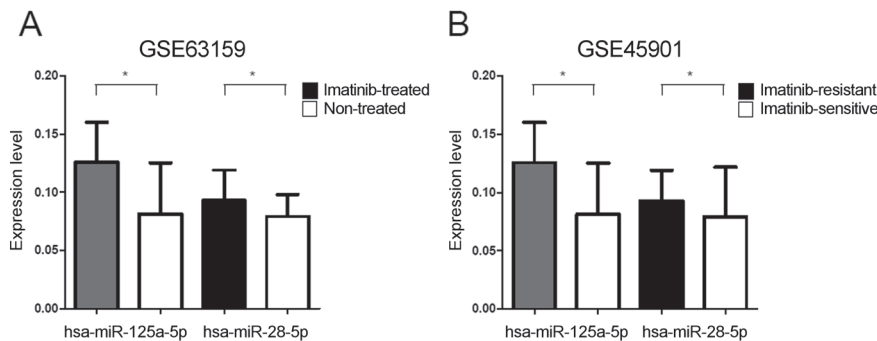 A
GSE63159
Expression level
0.20
0.15
0.10
0.05
0.00
*
*
Imatinib-treated
Non-treated
hsa-miR-125a-5p
hsa-miR-28-5p
B
GSE45901
Expression level
0.20
0.15
0.10
0.05
0.00
*
*
Imatinib-resistant
Imatinib-sensitive
hsa-miR-125a-5p
hsa-miR-28-5p